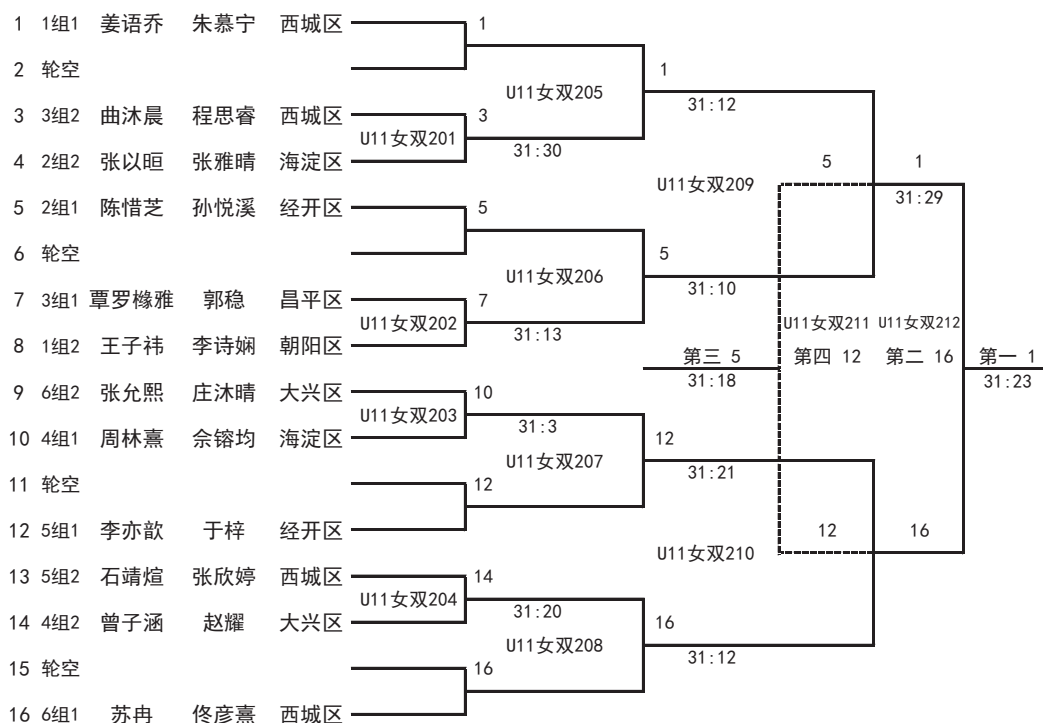 1 1组1 姜语乔 朱慕宁 西城区
1
2 轮空
1
U11女双205
31:12
3 3组2 曲沐晨 程思睿 西城区
3
U11女双201
31:30
4 2组2 张以晅 张雅晴 海淀区
5
1
U11女双209
31:29
5 2组1 陈惜芝 孙悦溪 经开区
5
6 轮空
5
U11女双206
31:10
7 3组1 覃罗橼雅 郭稳 昌平区
7
U11女双202
31:13
U11女双211 U11女双212
8 1组2 王子祎 李诗娴 朝阳区
第三 5
第四 12
第二 16
第一 1
31:18
31:23
9 6组2 张允熙 庄沐晴 大兴区
10
U11女双203
31:3
10 4组1 周林熹 佘镕均 海淀区
12
U11女双207
31:21
11 轮空
12
12 5组1 李亦歆 于梓 经开区
12
16
U11女双210
13 5组2 石靖煊 张欣婷 西城区
14
U11女双204
31:20
14 4组2 曾子涵 赵耀 大兴区
16
U11女双208
31:12
15 轮空
16
16 6组1 苏冉 佟彦熹 西城区